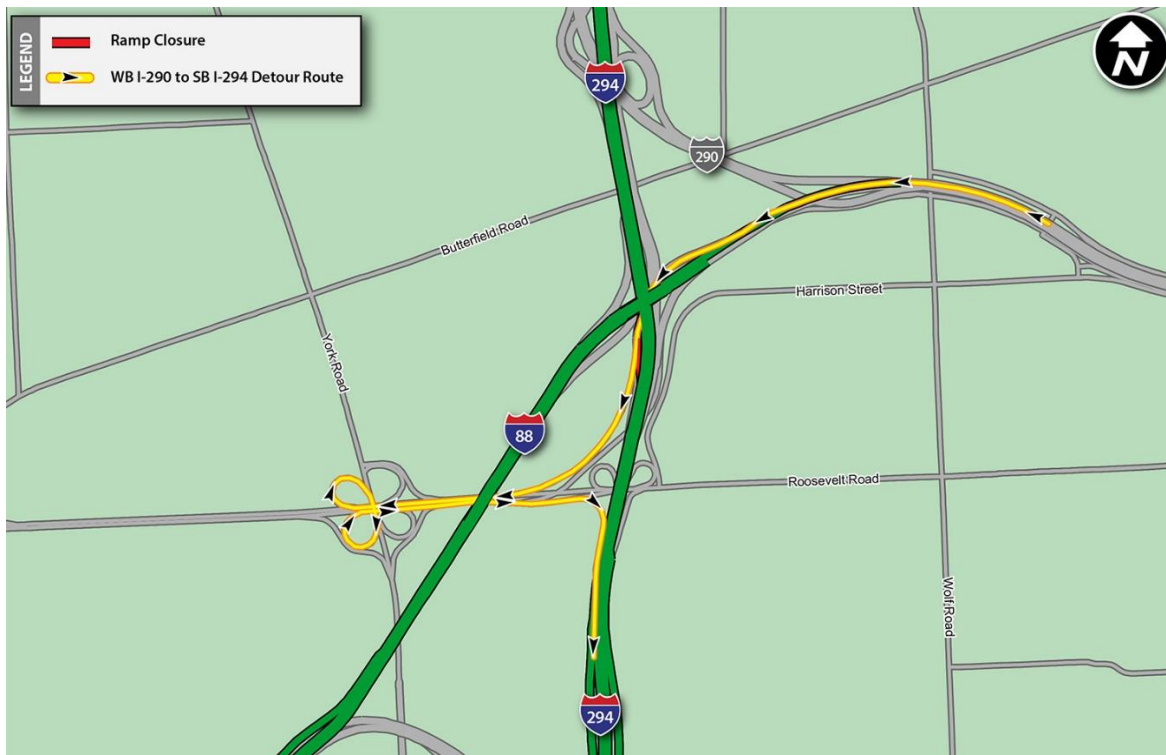 LEGEND
Ramp Closure
WB I-290 to SB I-294 Detour Route
N
294
290
Butterfield Road
Harrison Street
York Road
88
Roosevelt Road
Wolf Road
294